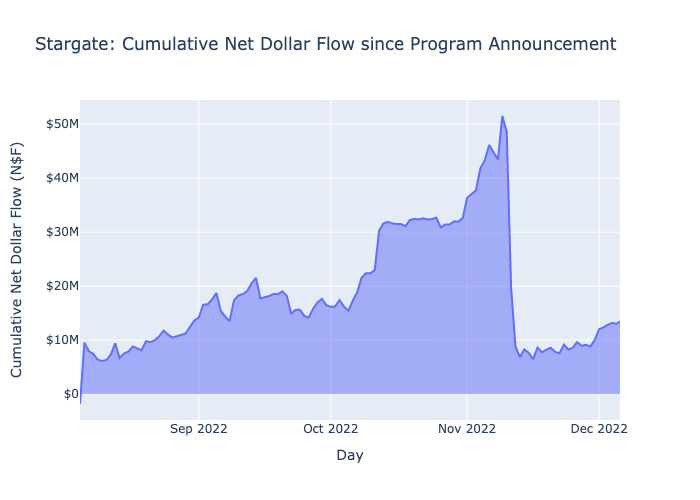 Stargate: Cumulative Net Dollar Flow since Program Announcement
Cumulative Net Dollar Flow (N$F)
$50M
$40M
$30M
$20M
$10M
$0
Sep 2022
Oct 2022
Nov 2022
Dec 2022
Day